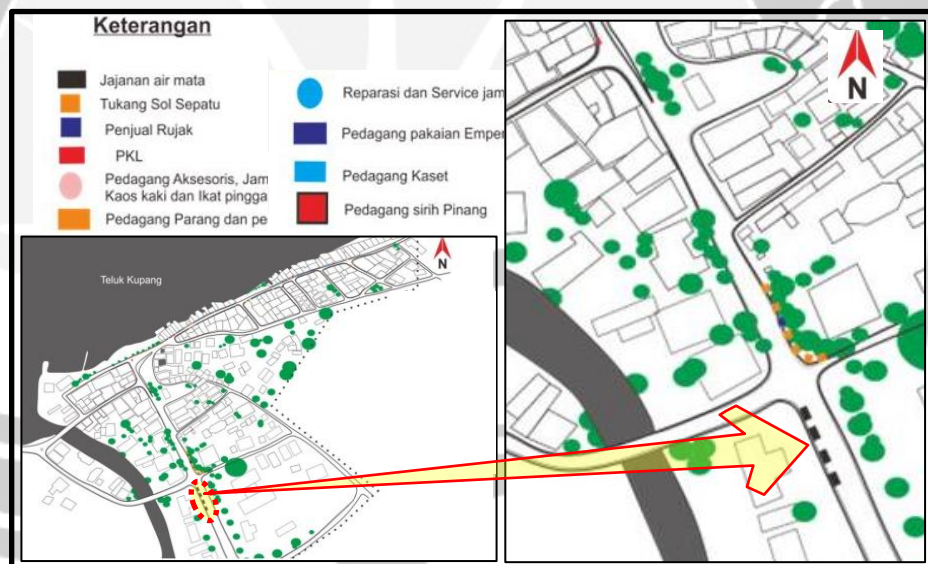 Keterangan
Jajanan air mata
Tukang Sol Sepatu
Penjual Rujak
PKL
Pedagang Aksesoris, Jam
Kaos kaki dan Ikat pingga
Pedagang Parang dan pe
Reparasi dan Service jam
Pedagang pakaian Emper
Pedagang Kaset
Pedagang sirih Pinang
N
Teluk Kupang
N